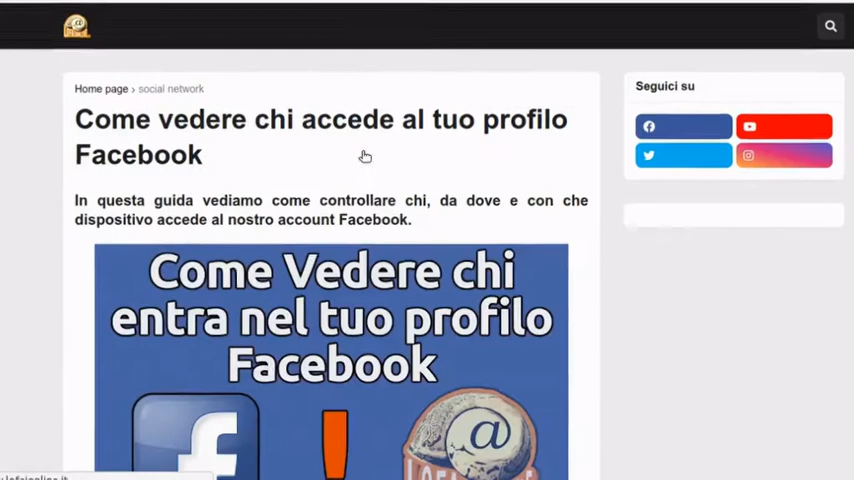 Home page › social network
Come vedere chi accede al tuo profilo
Facebook
In questa guida vediamo come controllare chi, da dove e con che
dispositivo accede al nostro account Facebook.
Come Vedere chi
entra nel tuo profilo
Facebook
f
!
@
Seguici su